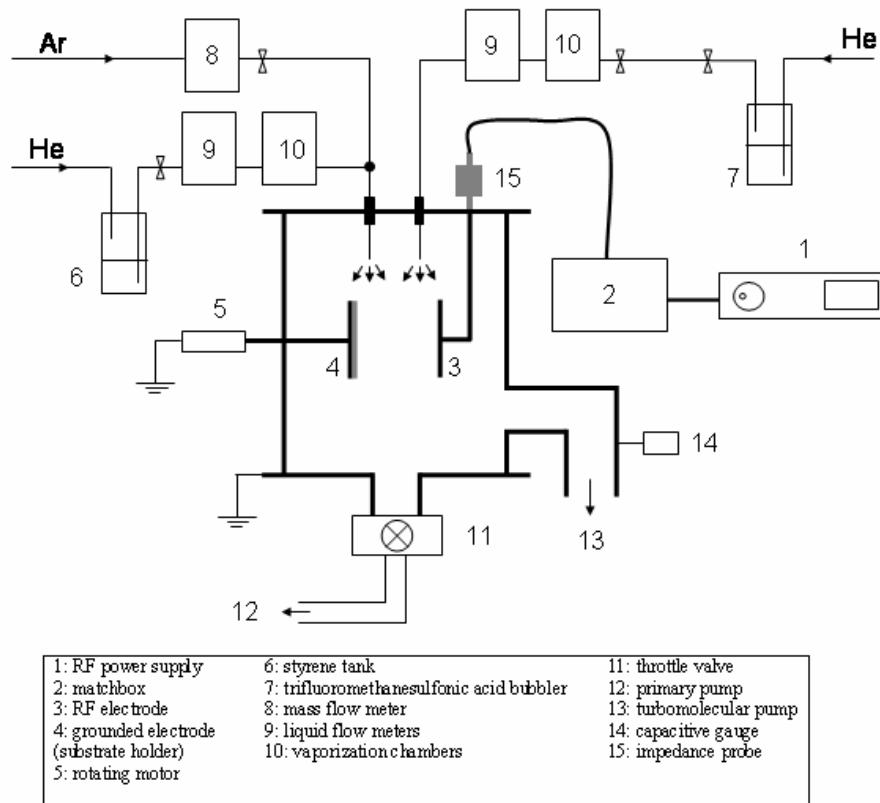 Ar
8
9
10
He
He
9
10
15
7
1
6
5
2
4
3
14
11
13
12
1: RF power supply
2: matchbox
3: RF electrode
4: grounded electrode
(substrate holder)
5: rotating motor
6: styrene tank
7: trifluoromethanesulfonic acid bubbler
8: mass flow meter
9: liquid flow meters
10: vaporization chambers
11: throttle valve
12: primary pump
13: turbomolecular pump
14: capacitive gauge
15: impedance probe